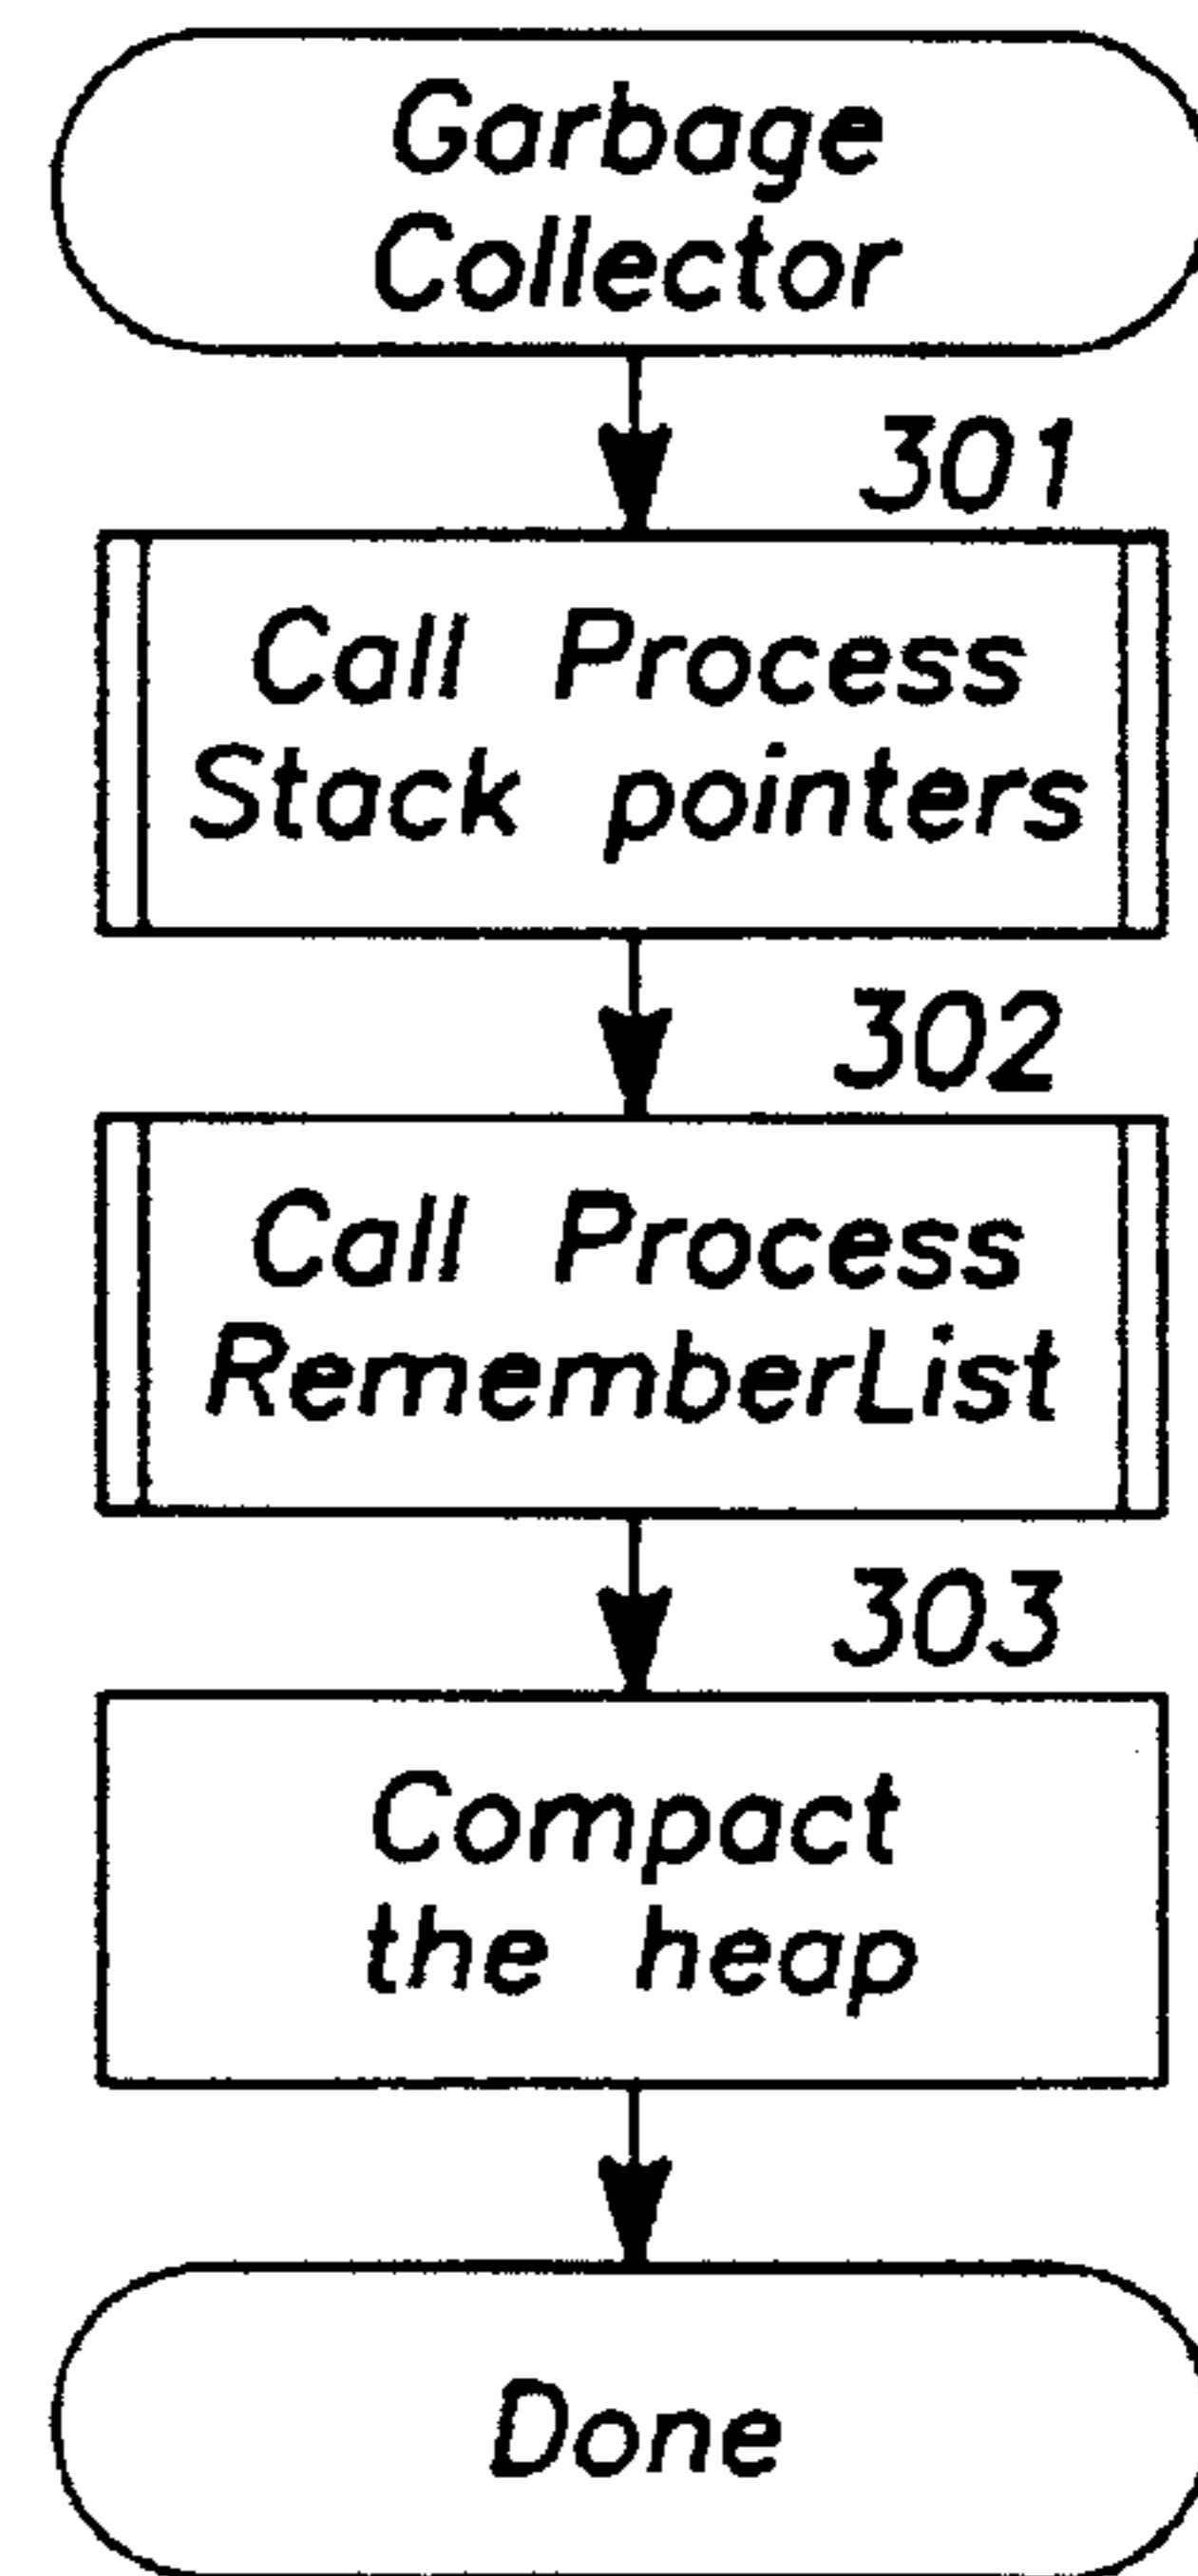 Garbage
Collector
301
Call Process
Stack pointers
302
Call Process
RememberList
303
Compact
the heap
Done